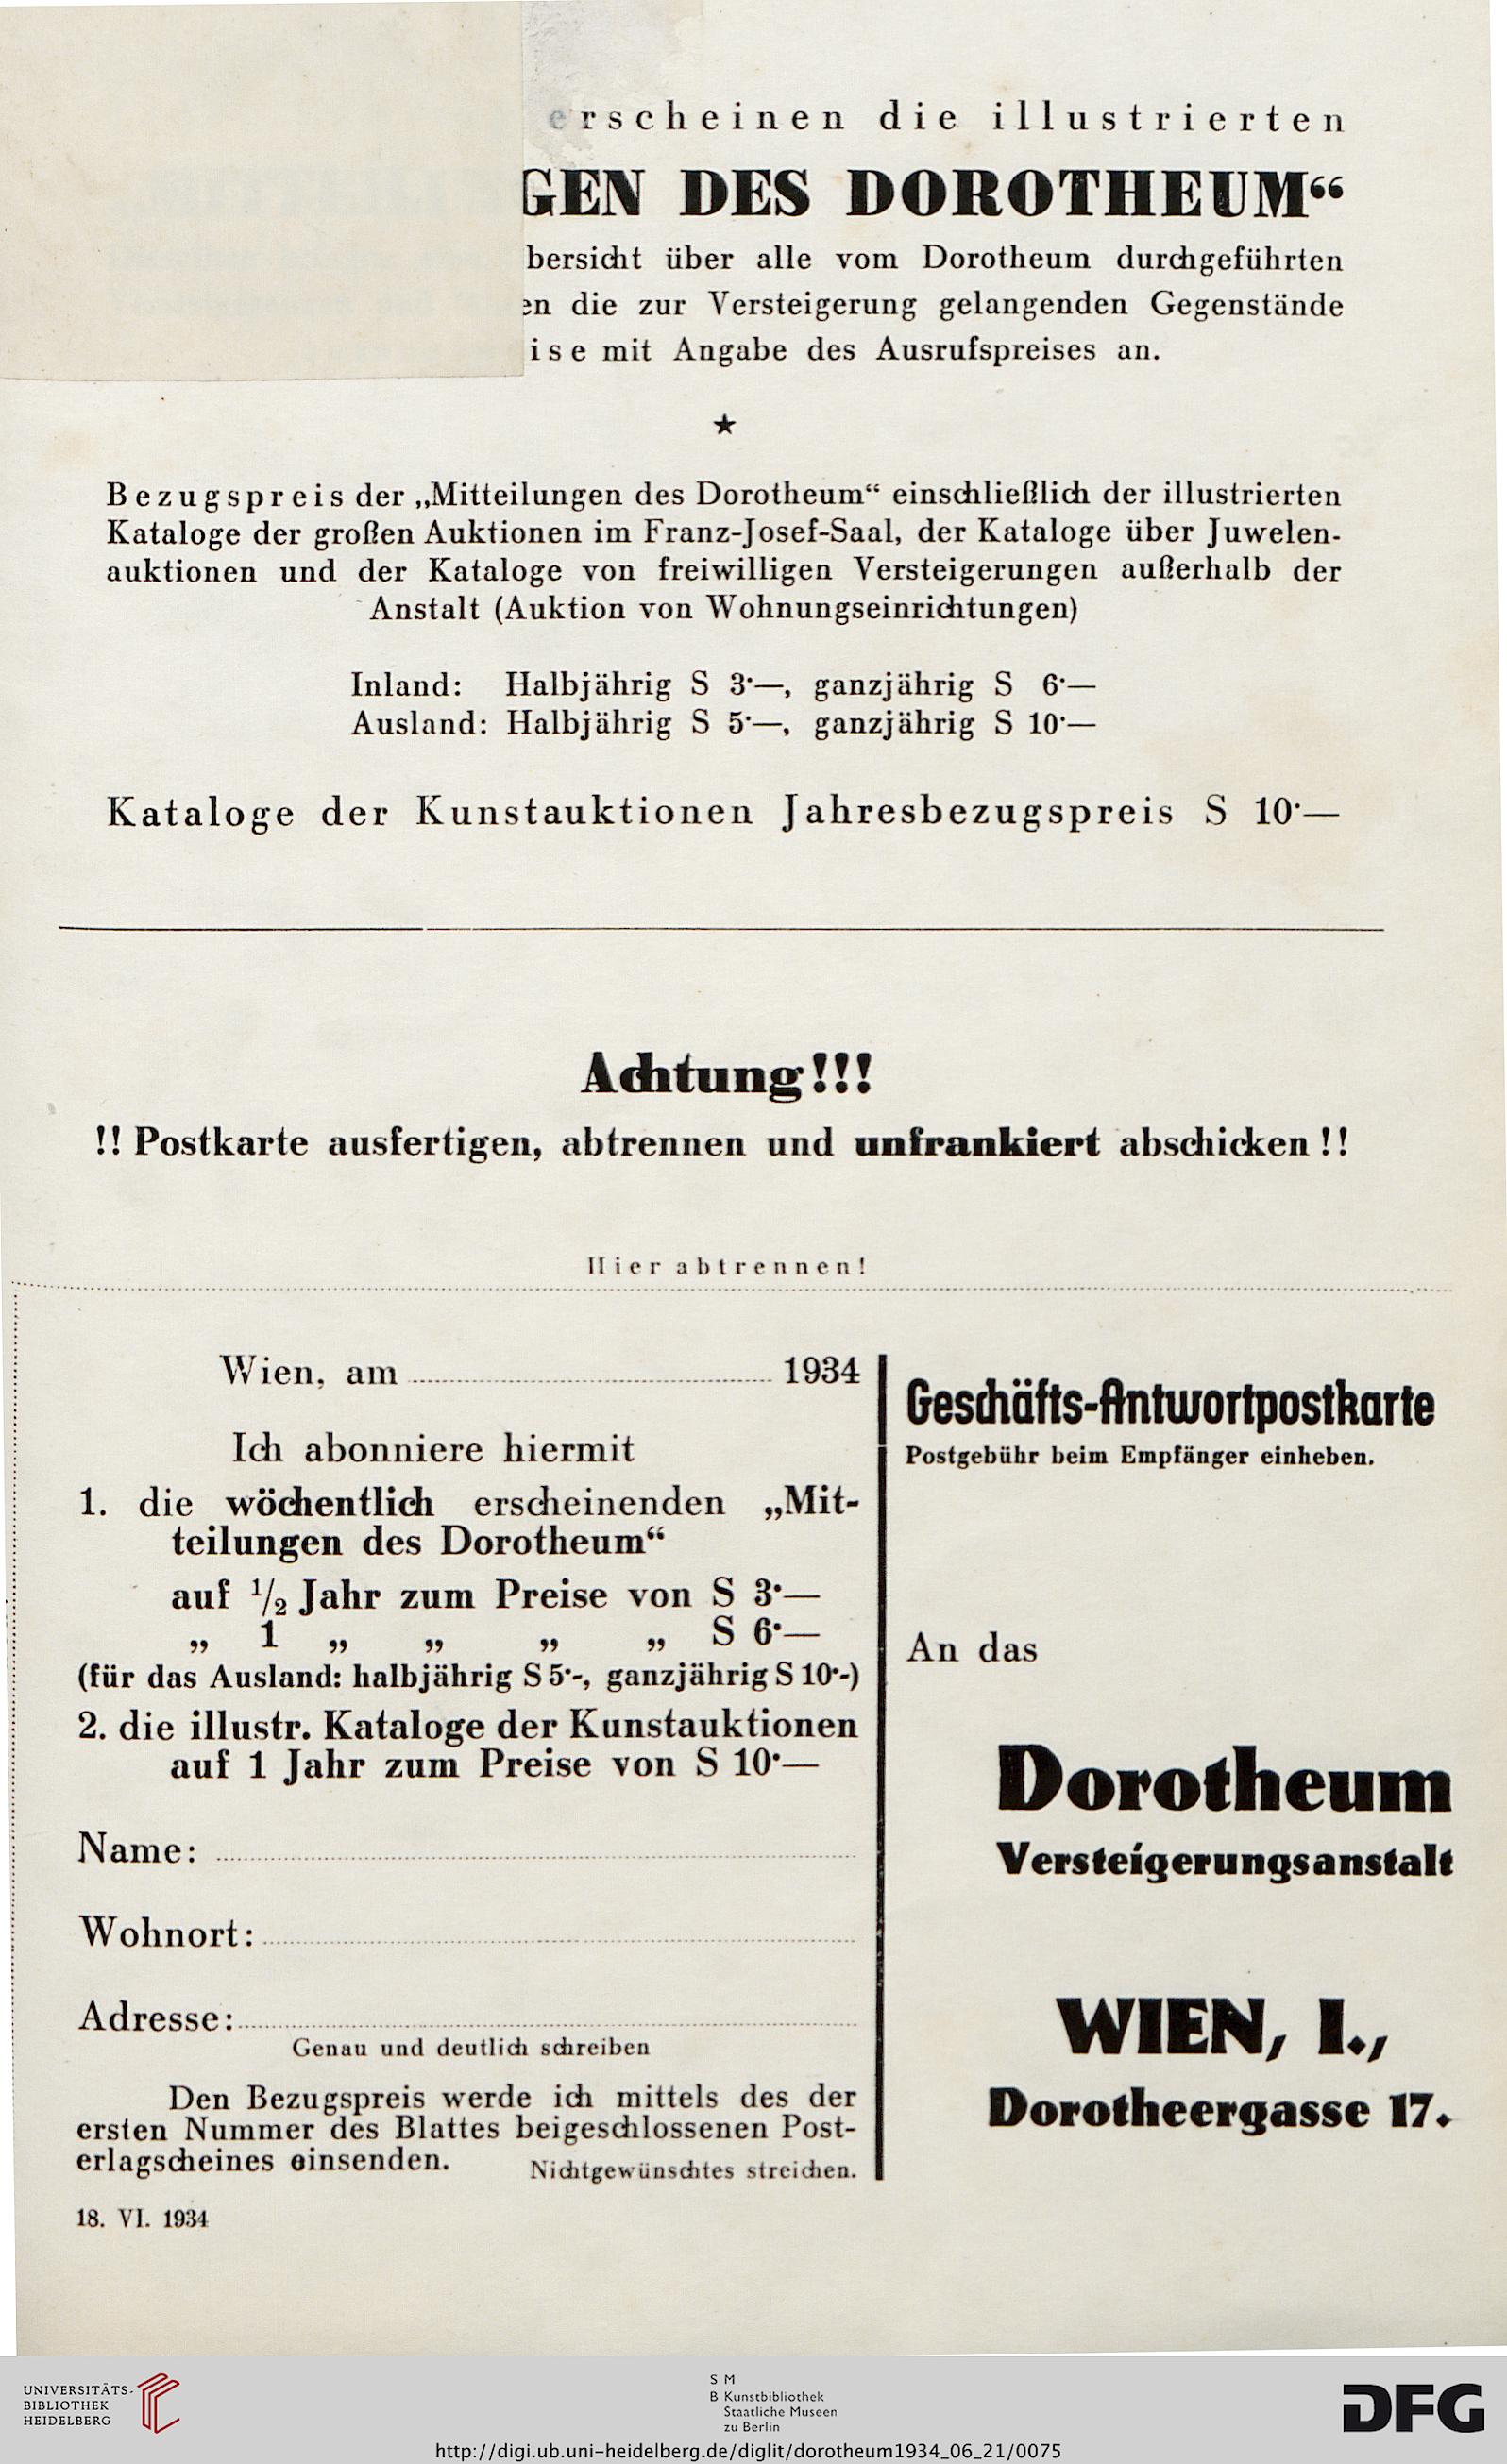 erscheinen die illustrierten
GEN DES DOROTHEUM“
bersicht über alle vom Dorotheum durchgeführten
en die zur Versteigerung gelangenden Gegenstände
ise mit Angabe des Ausrufspreises an.
★
Bezugspreis der „Mitteilungen des Dorotheum“ einschließlich der illustrierten
Kataloge der großen Auktionen im Franz-Josef-Saal, der Kataloge über Juwelen-
auktionen und der Kataloge von freiwilligen Versteigerungen außerhalb der
Anstalt (Auktion von Wohnungseinrichtungen)
Inland: Halbjährig S 3·—, ganzjährig S 6·—
Ausland: Halbjährig S 5·—, ganzjährig S 10·—
Kataloge der Kunstauktionen Jahresbezugspreis S 10·—
Achtung!!!
!! Postkarte ausfertigen, abtrennen und unfrankiert abschicken !!
Hier abtrennen!
Wien, am 1934
Ich abonniere hiermit
1. die wöchentlich erscheinenden „Mit-
teilungen des Dorotheum“
auf 1/2 Jahr zum Preise von S 3·—
„ 1 „ „ „ „ S 6·—
(für das Ausland: halbjährig S 5·-, ganzjährig S 10·-)
2. die illustr. Kataloge der Kunstauktionen
auf 1 Jahr zum Preise von S 10·—
Name:
Wohnort:
Adresse:
Genau und deutlich schreiben
Den Bezugspreis werde ich mittels des der
ersten Nummer des Blattes beigeschlossenen Post-
erlagscheines einsenden. Nichtgewünschtes streichen.
18. VI. 1934
Geschäfts-Antwortpostkarte
Postgebühr beim Empfänger einheben.
An das
Dorotheum
Versteigerungsanstalt
WIEN, I.,
Dorotheergasse 17.
UNIVERSITÄTS-
BIBLIOTHEK
HEIDELBERG
S M
B Kunstbibliothek
Staatliche Museen
zu Berlin
DFG
http://digi.ub.uni-heidelberg.de/diglit/dorotheum1934_06_21/0075